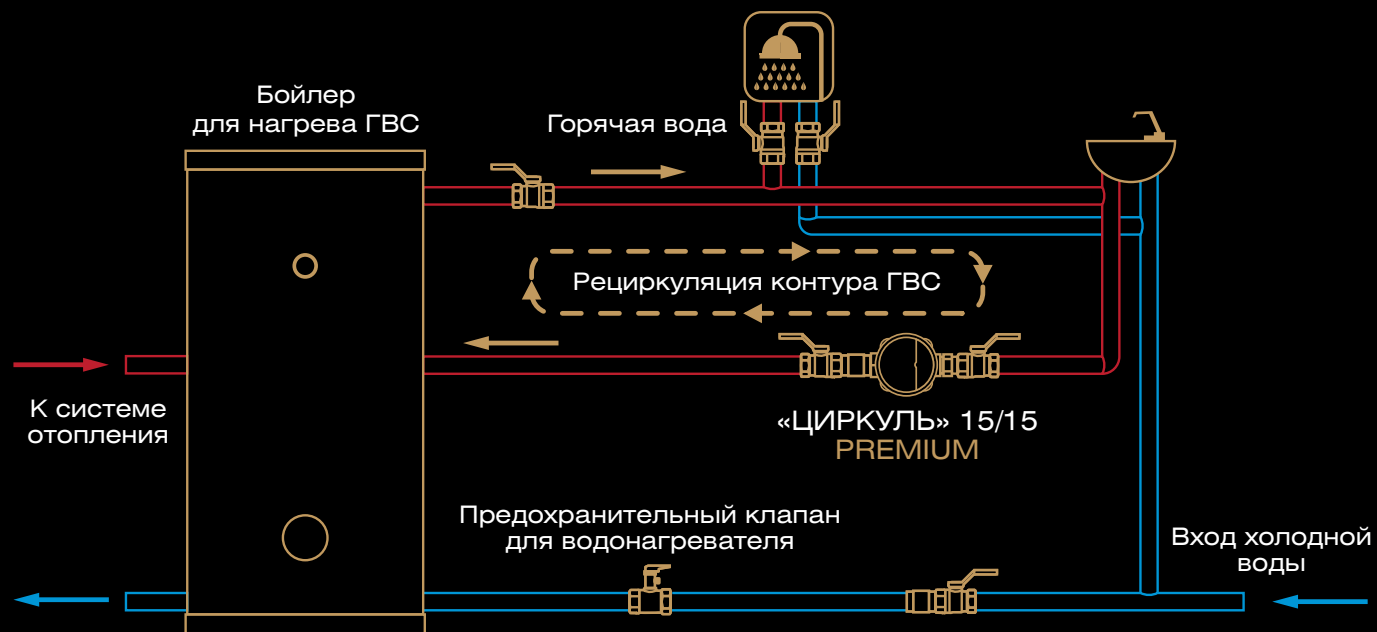 Бойлер
для нагрева ГВС
Горячая вода
Рециркуляция контура ГВС
К системе
отопления
«ЦИРКУЛЬ» 15/15
PREMIUM
Предохранительный клапан
для водонагревателя
Вход холодной
воды